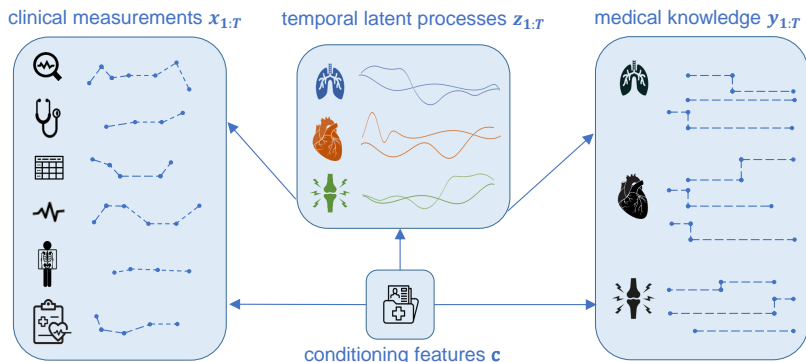 clinical measurements x1:T
temporal latent processes z1:T
medical knowledge y1:T
conditioning features c